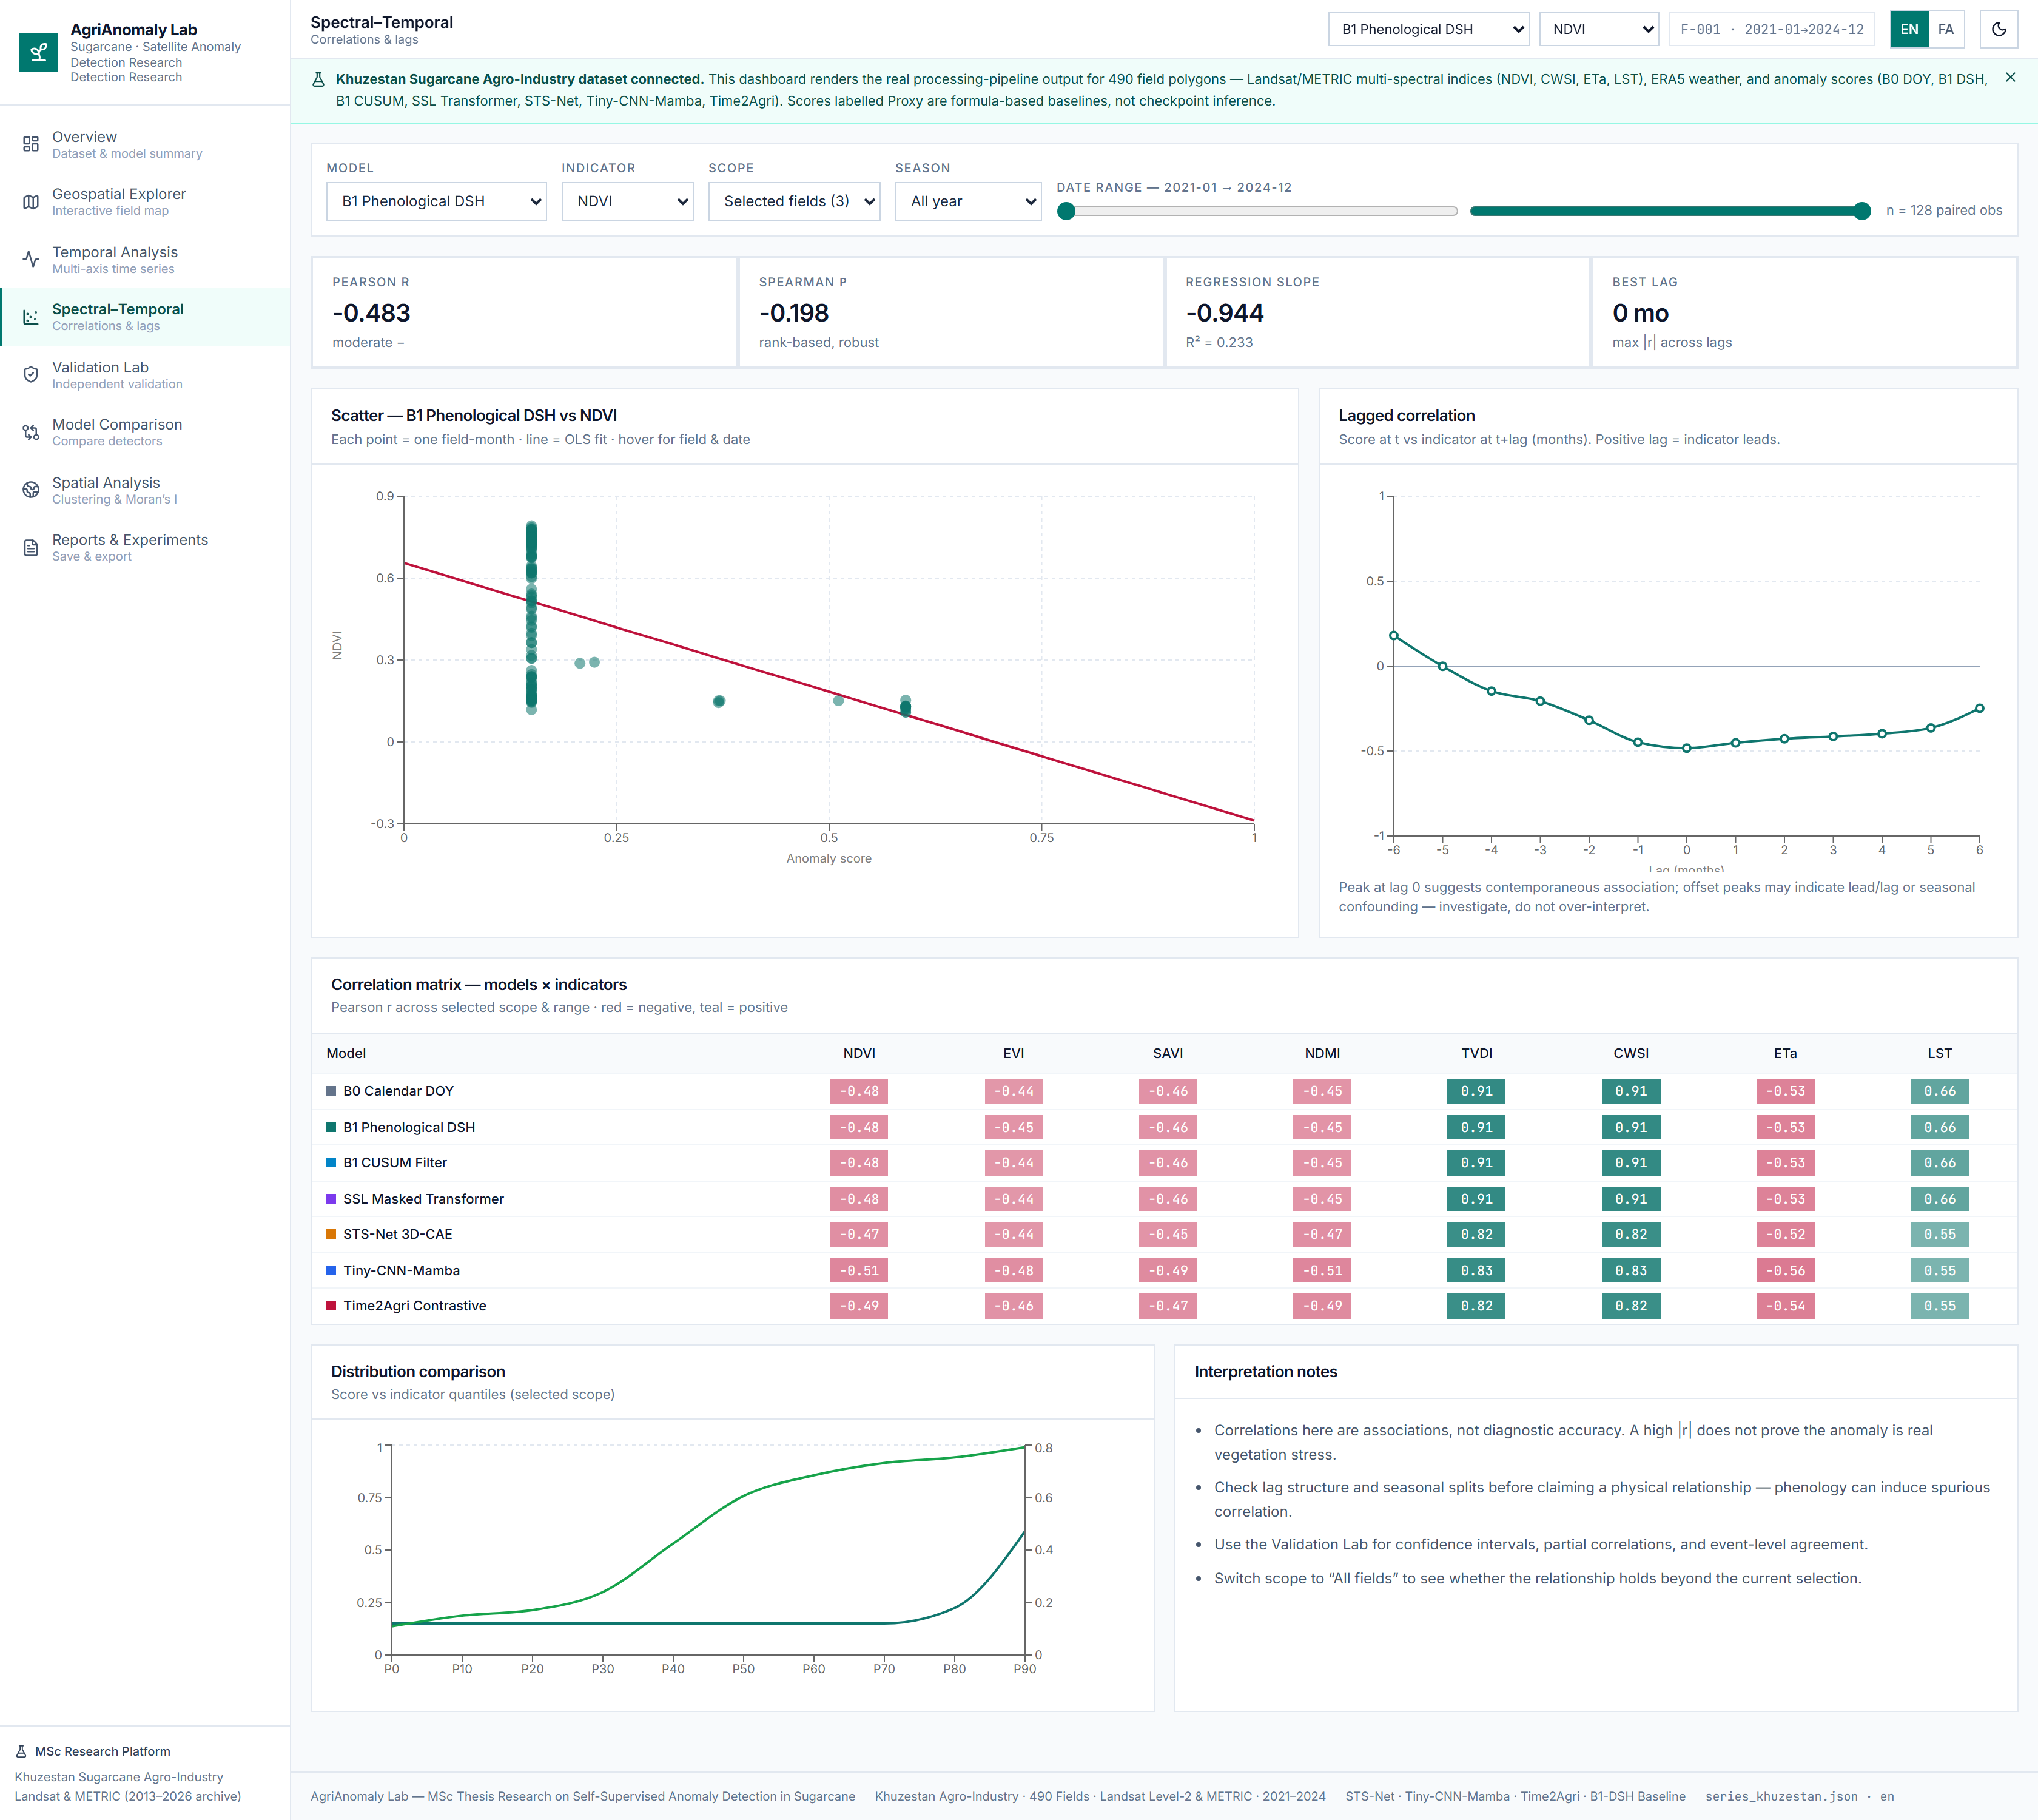 AgriAnomaly Lab
Sugarcane · Satellite Anomaly
Detection Research
Detection Research
Overview
Dataset & model summary
Geospatial Explorer
Interactive field map
Temporal Analysis
Multi-axis time series
Spectral–Temporal
Correlations & lags
Validation Lab
Independent validation
Model Comparison
Compare detectors
Spatial Analysis
Clustering & Moran's I
Reports & Experiments
Save & export
MSc Research Platform
Khuzestan Sugarcane Agro-Industry
Landsat & METRIC (2013–2026 archive)
Spectral–Temporal
Correlations & lags
B1 Phenological DSH
NDVI
F-001 · 2021-01→2024-12
EN FA
Khuzestan Sugarcane Agro-Industry dataset connected. This dashboard renders the real processing-pipeline output for 490 field polygons — Landsat/METRIC multi-spectral indices (NDVI, CWSI, ETa, LST), ERA5 weather, and anomaly scores (B0 DOY, B1 DSH,
B1 CUSUM, SSL Transformer, STS-Net, Tiny-CNN-Mamba, Time2Agri). Scores labelled Proxy are formula-based baselines, not checkpoint inference.
MODEL INDICATOR SCOPE SEASON DATE RANGE — 2021-01 → 2024-12
B1 Phenological DSH NDVI Selected fields (3) All year n = 128 paired obs
PEARSON R
-0.483
moderate −
SPEARMAN Ρ
-0.198
rank-based, robust
REGRESSION SLOPE
-0.944
R² = 0.233
BEST LAG
0 mo
max |r| across lags
Scatter — B1 Phenological DSH vs NDVI
Each point = one field-month · line = OLS fit · hover for field & date
0.9
0.6
0.3
0
-0.3
NDVI
0 0.25 0.5 0.75 1
Anomaly score
Lagged correlation
Score at t vs indicator at t+lag (months). Positive lag = indicator leads.
1
0.5
0
-0.5
-1
-6 -5 -4 -3 -2 -1 0 1 2 3 4 5 6
Lag (months)
Peak at lag 0 suggests contemporaneous association; offset peaks may indicate lead/lag or seasonal
confounding — investigate, do not over-interpret.
Correlation matrix — models × indicators
Pearson r across selected scope & range · red = negative, teal = positive
Model NDVI EVI SAVI NDMI TVDI CWSI ETa LST
B0 Calendar DOY -0.48 -0.44 -0.46 -0.45 0.91 0.91 -0.53 0.66
B1 Phenological DSH -0.48 -0.45 -0.46 -0.45 0.91 0.91 -0.53 0.66
B1 CUSUM Filter -0.48 -0.44 -0.46 -0.45 0.91 0.91 -0.53 0.66
SSL Masked Transformer -0.48 -0.44 -0.46 -0.45 0.91 0.91 -0.53 0.66
STS-Net 3D-CAE -0.47 -0.44 -0.45 -0.47 0.82 0.82 -0.52 0.55
Tiny-CNN-Mamba -0.51 -0.48 -0.49 -0.51 0.83 0.83 -0.56 0.55
Time2Agri Contrastive -0.49 -0.46 -0.47 -0.49 0.82 0.82 -0.54 0.55
Distribution comparison
Score vs indicator quantiles (selected scope)
1
0.75
0.5
0.25
0
0.8
0.6
0.4
0.2
0
P0 P10 P20 P30 P40 P50 P60 P70 P80 P90
Interpretation notes
• Correlations here are associations, not diagnostic accuracy. A high |r| does not prove the anomaly is real
vegetation stress.
• Check lag structure and seasonal splits before claiming a physical relationship — phenology can induce spurious
correlation.
• Use the Validation Lab for confidence intervals, partial correlations, and event-level agreement.
• Switch scope to “All fields” to see whether the relationship holds beyond the current selection.
AgriAnomaly Lab — MSc Thesis Research on Self-Supervised Anomaly Detection in Sugarcane Khuzestan Agro-Industry · 490 Fields · Landsat Level-2 & METRIC · 2021–2024 STS-Net · Tiny-CNN-Mamba · Time2Agri · B1-DSH Baseline series_khuzestan.json · en